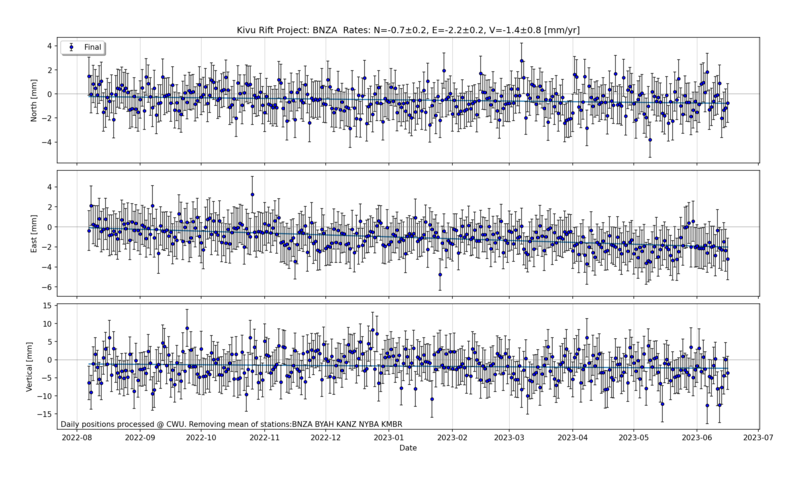 Kivu Rift Project: BNZA  Rates: N=-0.7±0.2, E=-2.2±0.2, V=-1.4±0.8 [mm/yr]
Final
4
2
0
−2
−4
North [mm]
4
2
0
−2
−4
−6
East [mm]
15
10
5
0
−5
−10
−15
Vertical [mm]
Daily positions processed @ CWU. Removing mean of stations:BNZA BYAH KANZ NYBA KMBR
2022-08 2022-09 2022-10 2022-11 2022-12 2023-01 2023-02 2023-03 2023-04 2023-05 2023-06 2023-07
Date